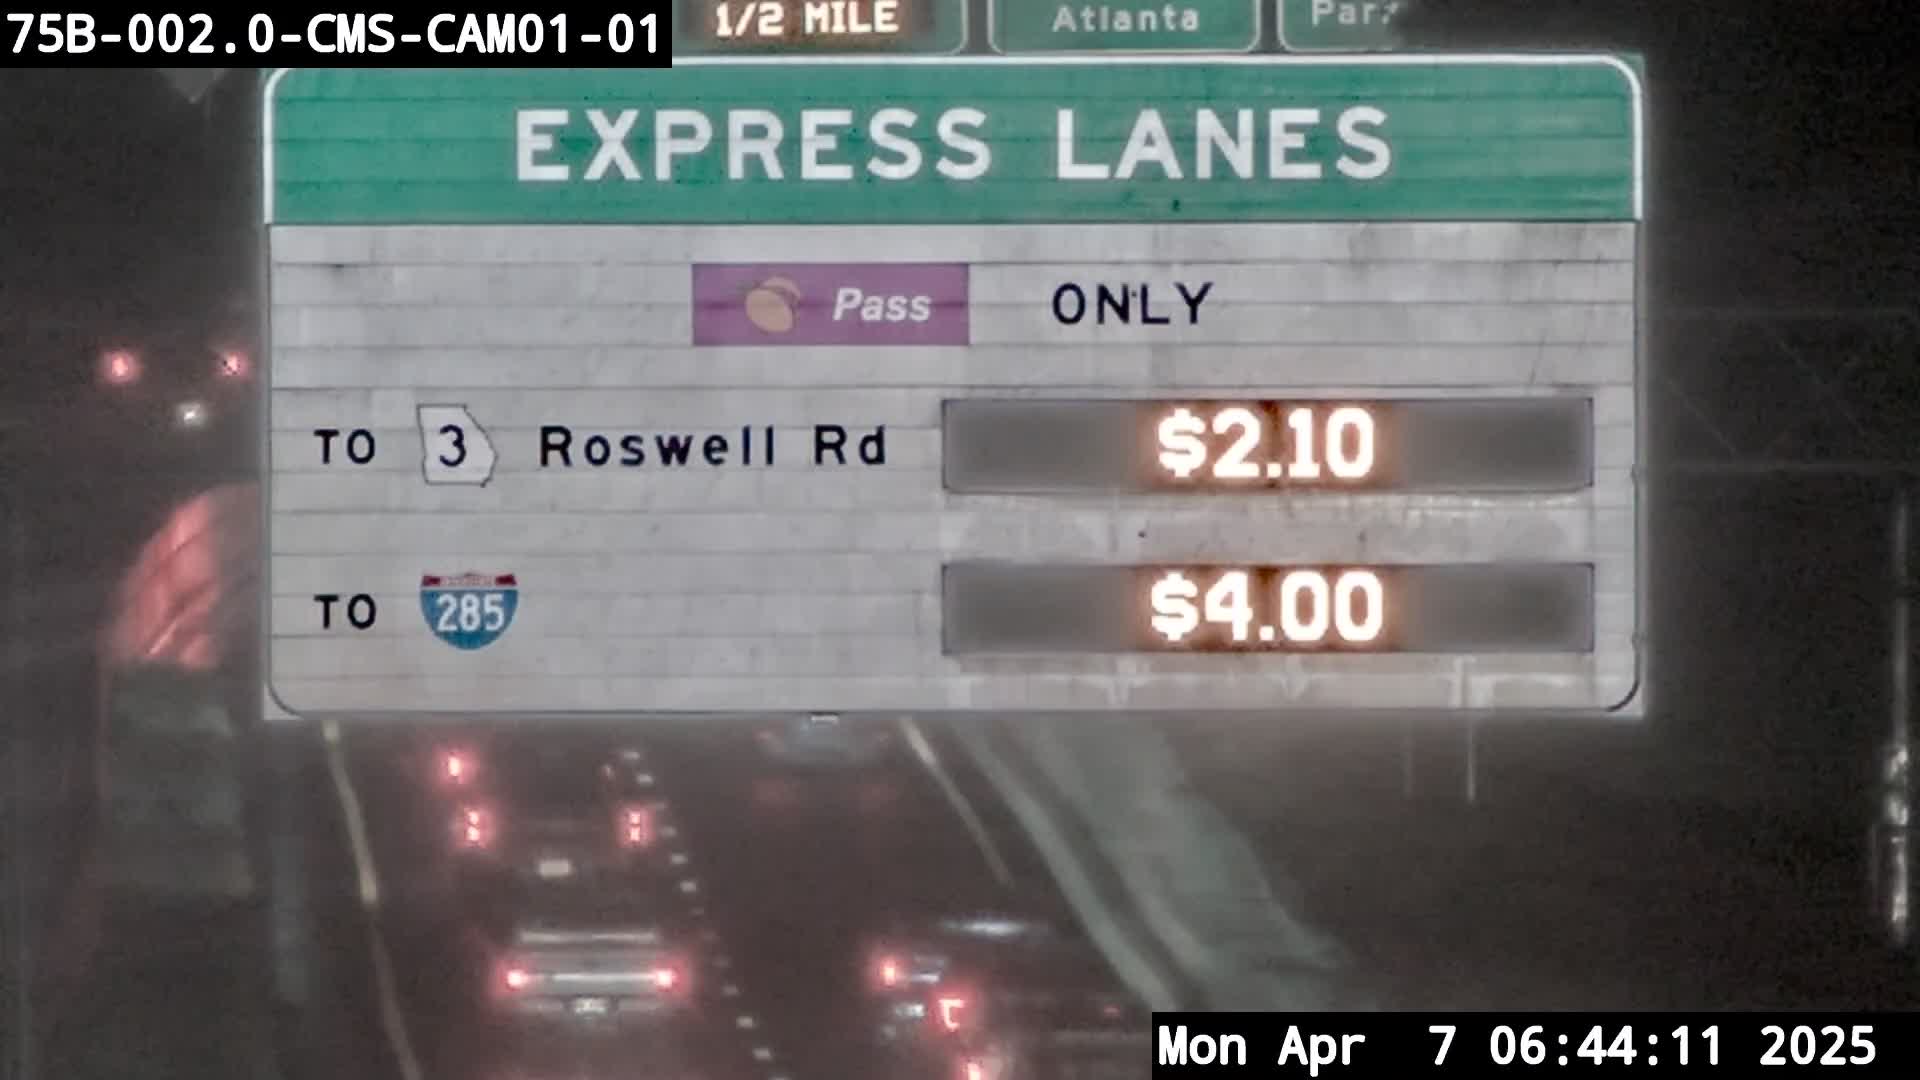 75B-002.0-CMS-CAM01-01
1/2 MILE
Atlanta
EXPRESS LANES
Pass ONLY
TO 3 Roswell Rd $2.10
TO 285 $4.00
Mon Apr 7 06:44:11 2025